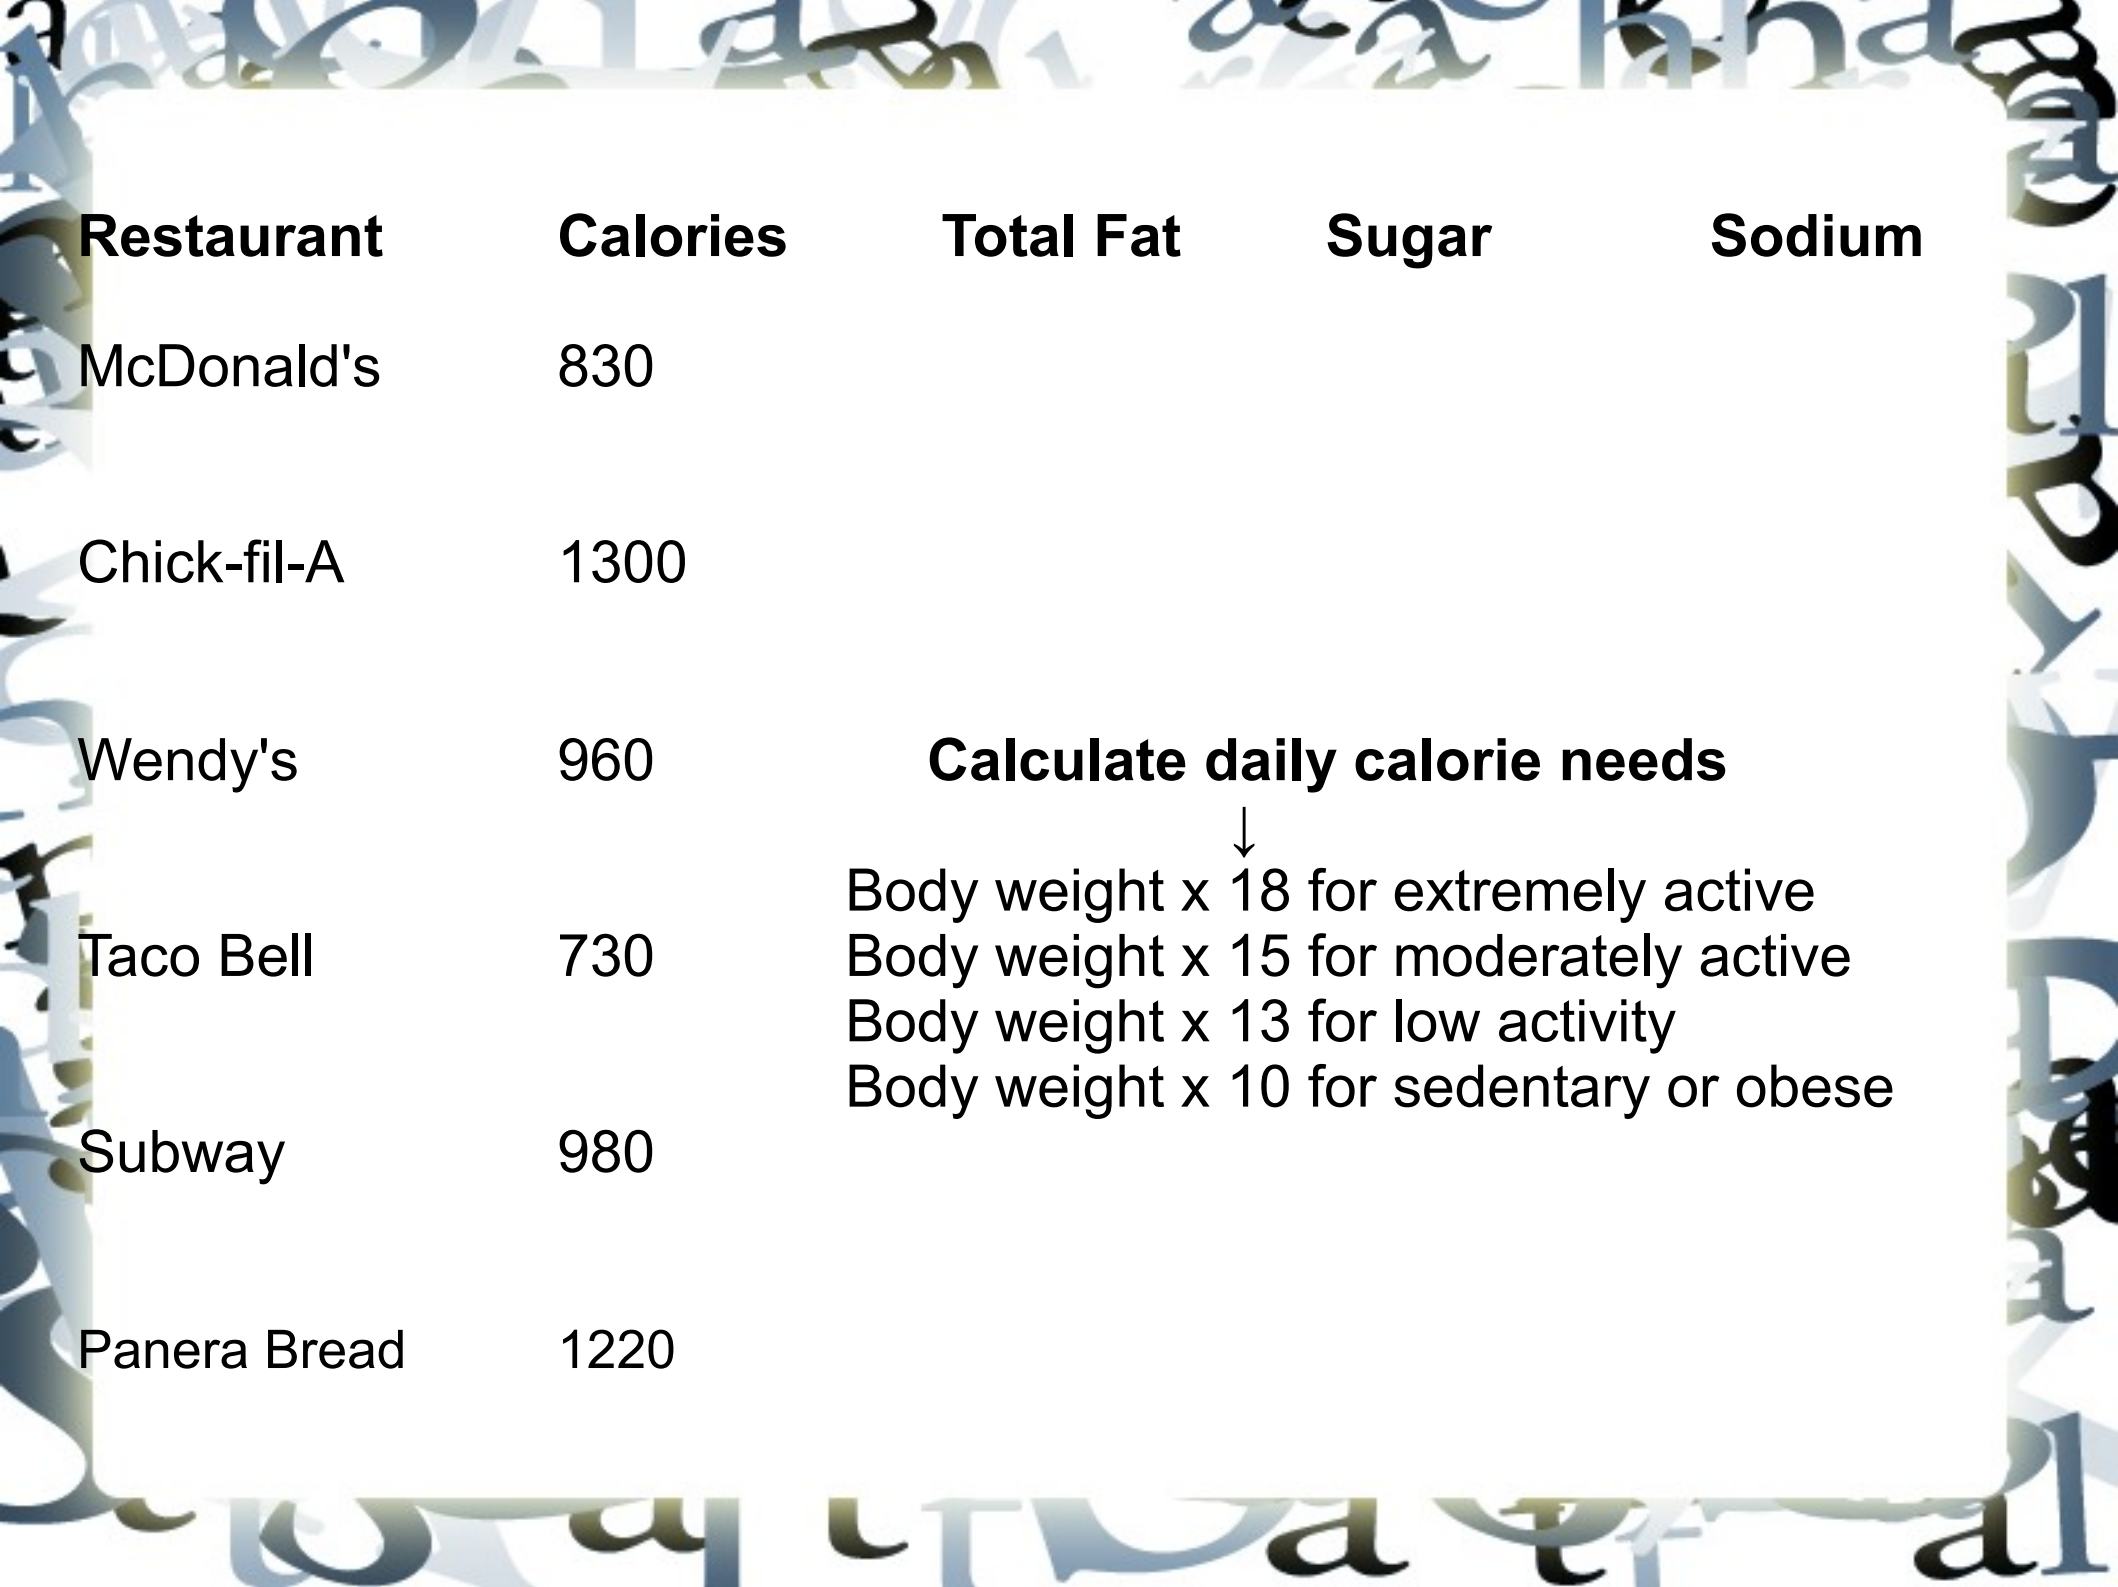 Restaurant Calories Total Fat Sugar Sodium
McDonald's 830
Chick-fil-A 1300
Wendy's 960 Calculate daily calorie needs
↓
Body weight x 18 for extremely active
Taco Bell 730 Body weight x 15 for moderately active
Body weight x 13 for low activity
Body weight x 10 for sedentary or obese
Subway 980
Panera Bread 1220